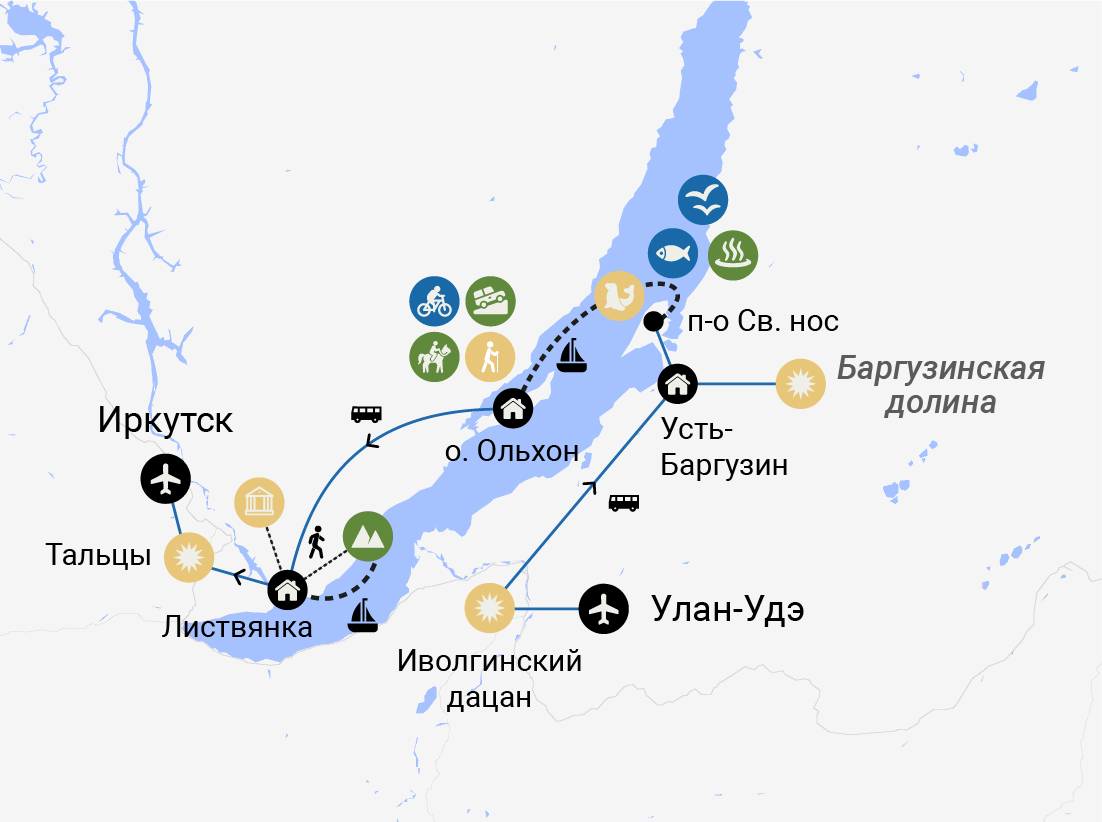 п-о Св. нос
Баргузинская
долина
Иркутск
Усть-
Баргузин
о. Ольхон
Тальцы
Листвянка
Улан-Удэ
Иволгинский
дацан